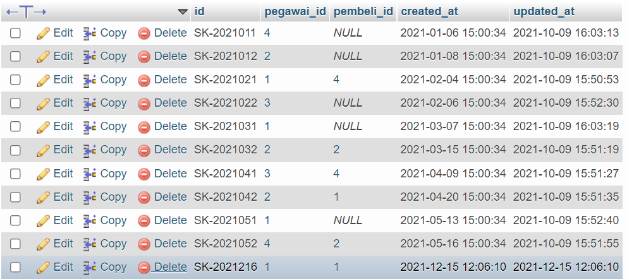 id pegawai_id pembeli_id created_at updated_at
Edit Copy Delete SK-2021011 4 NULL 2021-01-06 15:00:34 2021-10-09 16:03:13
Edit Copy Delete SK-2021012 2 NULL 2021-01-08 15:00:34 2021-10-09 16:03:07
Edit Copy Delete SK-2021021 1 4 2021-02-04 15:00:34 2021-10-09 15:50:53
Edit Copy Delete SK-2021022 3 NULL 2021-02-06 15:00:34 2021-10-09 15:52:30
Edit Copy Delete SK-2021031 1 NULL 2021-03-07 15:00:34 2021-10-09 16:03:19
Edit Copy Delete SK-2021032 2 2 2021-03-15 15:00:34 2021-10-09 15:51:19
Edit Copy Delete SK-2021041 3 4 2021-04-09 15:00:34 2021-10-09 15:51:27
Edit Copy Delete SK-2021042 2 1 2021-04-20 15:00:34 2021-10-09 15:51:35
Edit Copy Delete SK-2021051 1 NULL 2021-05-13 15:00:34 2021-10-09 15:52:40
Edit Copy Delete SK-2021052 4 2 2021-05-16 15:00:34 2021-10-09 15:51:55
Edit Copy Delete SK-2021216 1 1 2021-12-15 12:06:10 2021-12-15 12:06:10